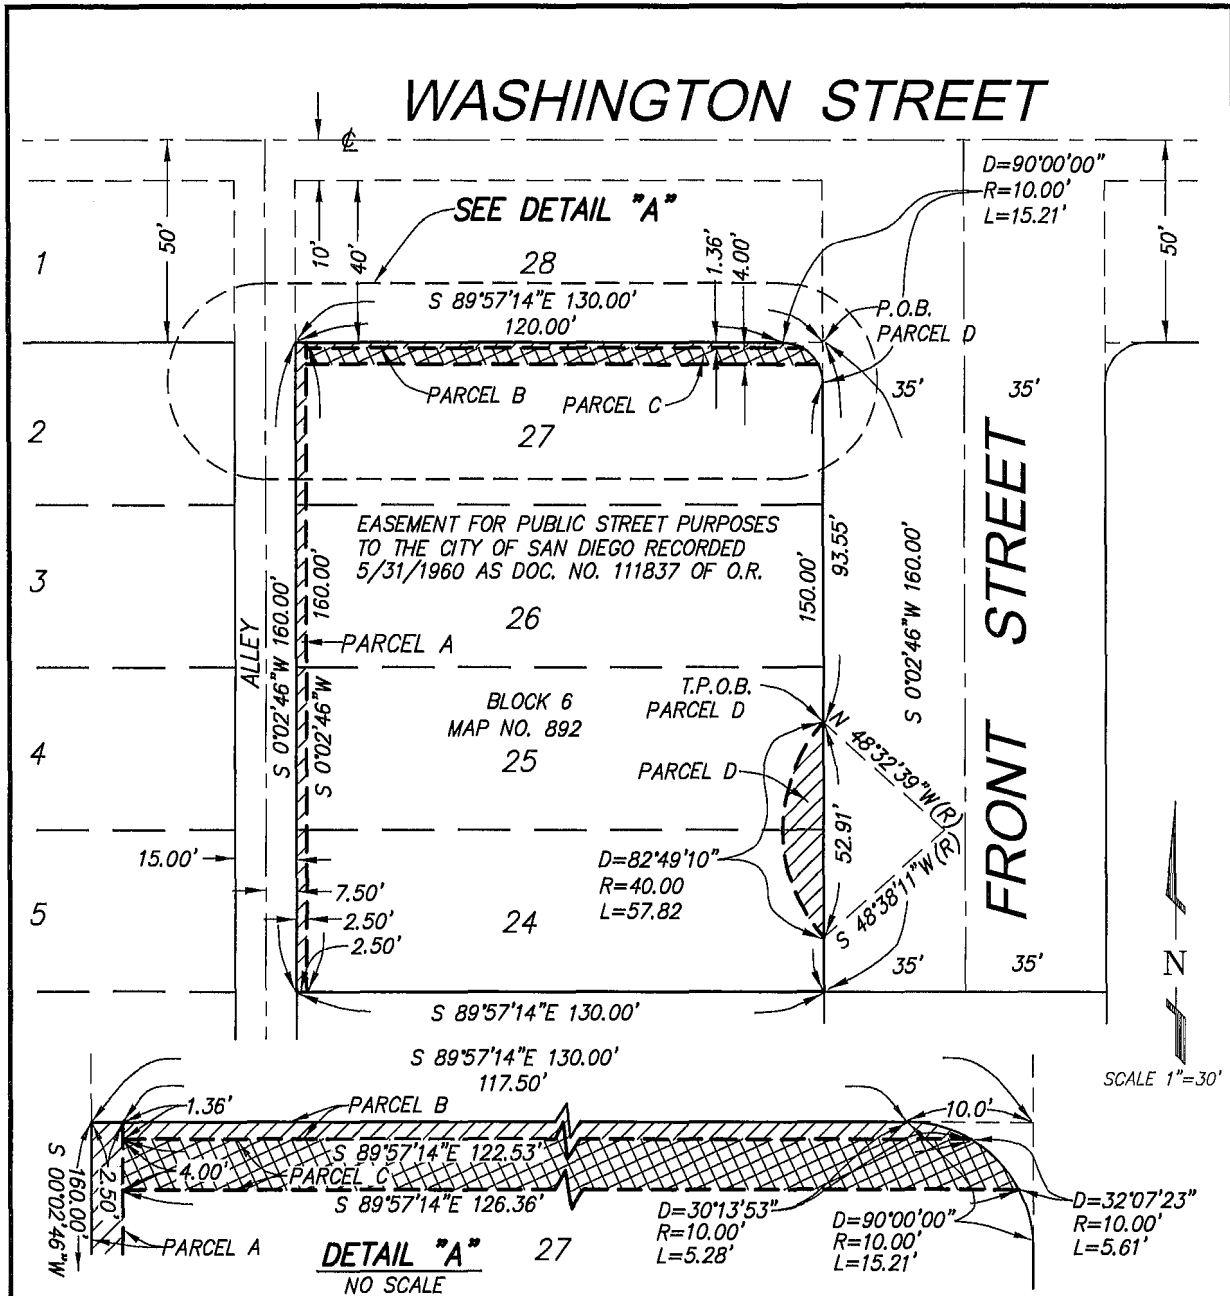 WASHINGTON STREET
℄
D=90°00'00"
R=10.00'
L=15.21'
50'
10'
40'
SEE DETAIL "A"
1.36'
4.00'
50'
1
28
S 89°57'14"E 130.00'
120.00'
P.O.B.
PARCEL D
PARCEL B
PARCEL C
35'
35'
2
27
EASEMENT FOR PUBLIC STREET PURPOSES
TO THE CITY OF SAN DIEGO RECORDED
5/31/1960 AS DOC. NO. 111837 OF O.R.
3
26
ALLEY
S 0°02'46"W 160.00'
160.00'
S 0°02'46"W
PARCEL A
150.00'
93.55'
S 0°02'46"W 160.00'
FRONT STREET
T.P.O.B.
PARCEL D
BLOCK 6
MAP NO. 892
4
25
PARCEL D
N 48°32'39"W(R)
52.91'
S 48°38'11"W(R)
D=82°49'10"
R=40.00
L=57.82
15.00'
7.50'
2.50'
2.50'
5
24
35'
35'
N
S 89°57'14"E 130.00'
SCALE 1"=30'
S 89°57'14"E 130.00'
117.50'
1.36'
PARCEL B
10.0'
S 89°57'14"E 122.53'
4.00'
PARCEL C
2.50'
160.00'
S 00°02'46"W
S 89°57'14"E 126.36'
PARCEL A
D=30°13'53"
R=10.00'
L=5.28'
D=90°00'00"
R=10.00'
L=15.21'
D=32°07'23"
R=10.00'
L=5.61'
27
DETAIL "A"
NO SCALE